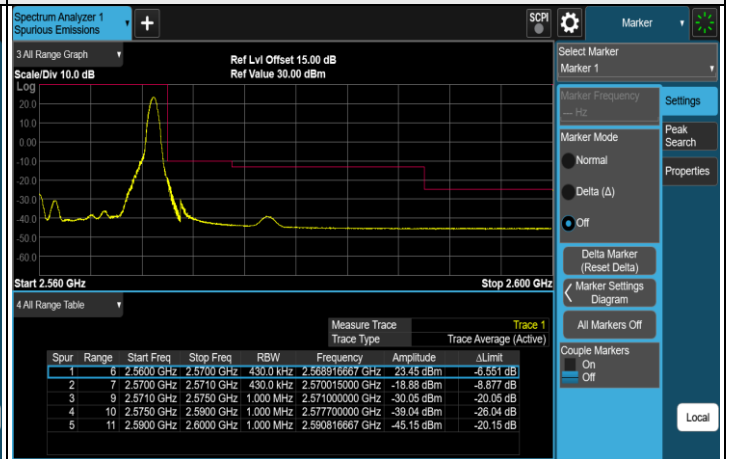 Spectrum Analyzer 1
Spurious Emissions
+
SCPI
Marker
3 All Range Graph
Ref Lvl Offset 15.00 dB
Scale/Div 10.0 dB
Ref Value 30.00 dBm
Log
20.0
10.0
0.00
-10.0
-20.0
-30.0
-40.0
-50.0
-60.0
Start 2.560 GHz
Stop 2.600 GHz
4 All Range Table
Measure Trace Trace 1
Trace Type Trace Average (Active)
Spur Range Start Freq Stop Freq RBW Frequency Amplitude ΔLimit
1 6 2.5600 GHz 2.5700 GHz 430.0 kHz 2.568916667 GHz 23.45 dBm -6.551 dB
2 7 2.5700 GHz 2.5710 GHz 430.0 kHz 2.570015000 GHz -18.88 dBm -8.877 dB
3 9 2.5710 GHz 2.5750 GHz 1.000 MHz 2.571000000 GHz -30.05 dBm -20.05 dB
4 10 2.5750 GHz 2.5900 GHz 1.000 MHz 2.577700000 GHz -39.04 dBm -26.04 dB
5 11 2.5900 GHz 2.6000 GHz 1.000 MHz 2.590816667 GHz -45.15 dBm -20.15 dB
Select Marker
Marker 1
Marker Frequency
--- Hz
Marker Mode
Normal
Delta (Δ)
Off
Delta Marker
(Reset Delta)
Marker Settings
Diagram
All Markers Off
Couple Markers
On
Off
Settings
Peak
Search
Properties
Local